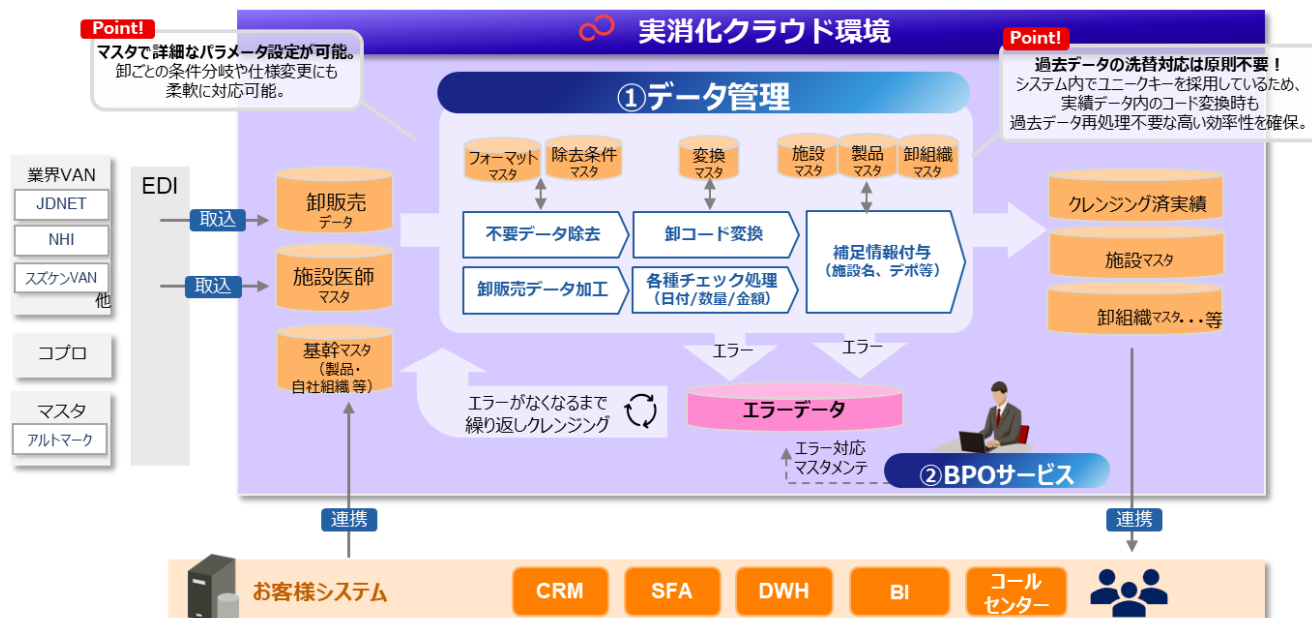 実消化クラウド環境
Point!
マスタで詳細なパラメータ設定が可能。
卸ごとの条件分岐や仕様変更にも
柔軟に対応可能。
Point!
過去データの洗替対応は原則不要！
システム内でユニークキーを採用しているため、
実績データ内のコード変換時も
過去データ再処理不要な高い効率性を確保。
①データ管理
業界VAN
JDNET
NHI
スズケンVAN
他
コプロ
マスタ
アルトマーク
EDI
取込
取込
卸販売
データ
施設医師
マスタ
基幹マスタ
（製品・
自社組織 等）
フォーマット
マスタ
除去条件
マスタ
変換
マスタ
施設
マスタ
製品
マスタ
卸組織
マスタ
不要データ除去
卸コード変換
補足情報付与
（施設名、デポ等）
卸販売データ加工
各種チェック処理
（日付/数量/金額）
クレンジング済実績
施設マスタ
卸組織マスタ・・・等
エラー
エラー
エラーデータ
エラーがなくなるまで
繰り返しクレンジング
エラー対応
マスタメンテ
②BPOサービス
連携
連携
お客様システム
CRM
SFA
DWH
BI
コール
センター